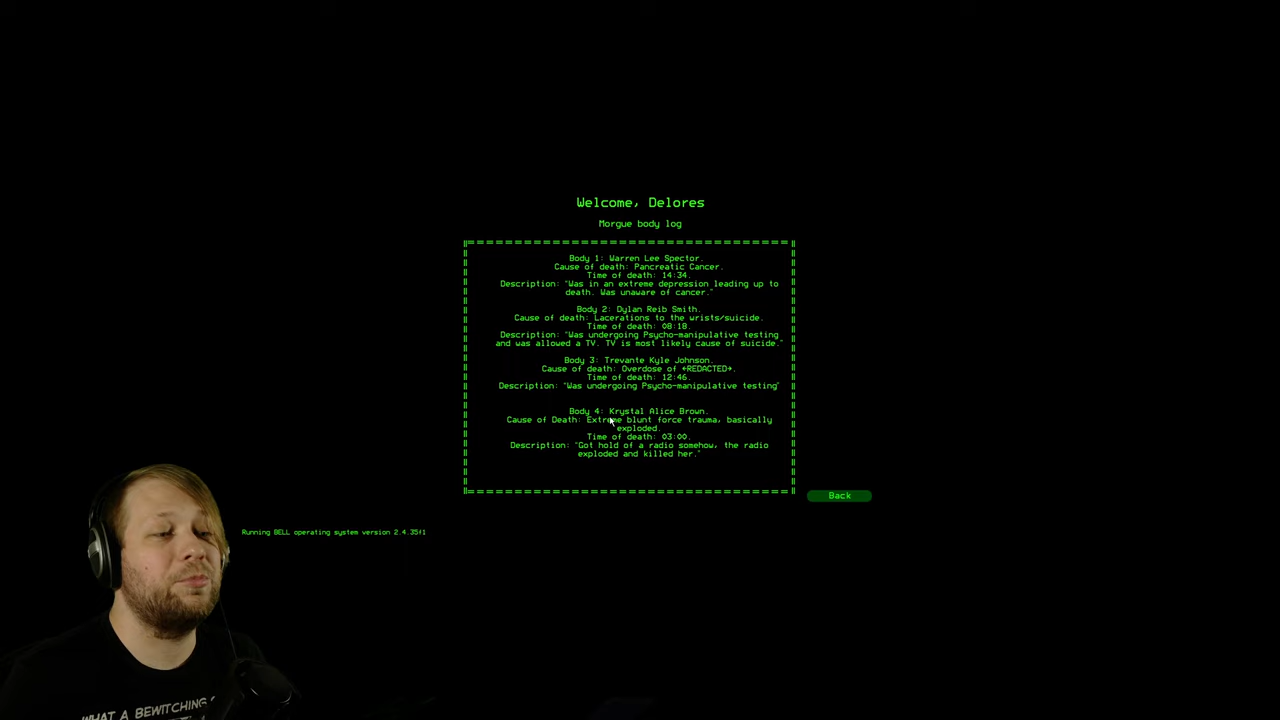 Welcome, Delores
Morgue body log
Body 1: Warren Lee Spector.
Cause of death: Pancreatic Cancer.
Time of death: 14:34.
Description: "Was in an extreme depression leading up to
death. Was unaware of cancer."
Body 2: Dylan Reib Smith.
Cause of death: Lacerations to the wrists/suicide.
Time of death: 08:18.
Description: "Was undergoing Psycho-manipulative testing
and was allowed a TV. TV is most likely cause of suicide."
Body 3: Trevante Kyle Johnson.
Cause of death: Overdose of *REDACTED*.
Time of death: 12:46.
Description: "Was undergoing Psycho-manipulative testing"
Body 4: Krystal Alice Brown.
Cause of Death: Extreme blunt force trauma, basically
exploded.
Time of death: 03:00.
Description: "Got hold of a radio somehow, the radio
exploded and killed her."
Back
Running BELL operating system version 2.4.35f1
WHAT A BEWITCHING